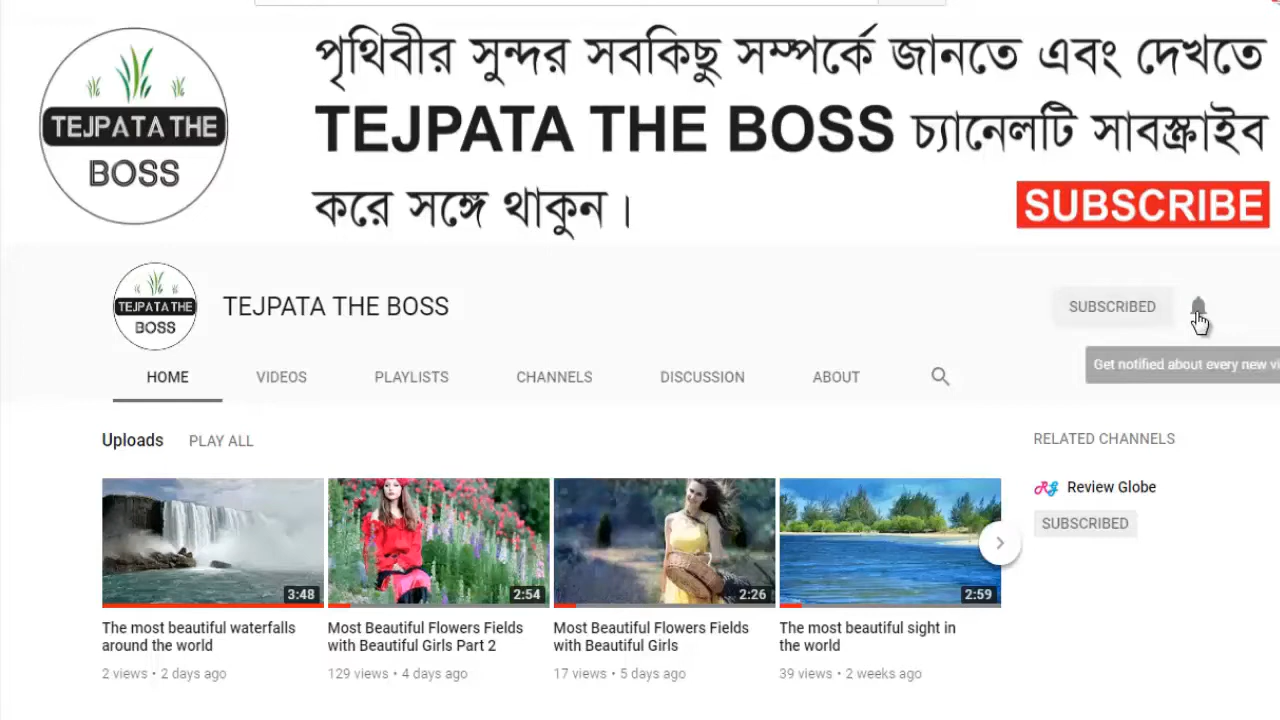 TEJPATA THE
BOSS
পৃথিবীর সুন্দর সবকিছু সম্পর্কে জানতে এবং দেখতে
TEJPATA THE BOSS চ্যানেলটি সাবস্ক্রাইব
করে সঙ্গে থাকুন।
SUBSCRIBE
TEJPATA THE
BOSS
TEJPATA THE BOSS
SUBSCRIBED
Get notified about every new
HOME VIDEOS PLAYLISTS CHANNELS DISCUSSION ABOUT
Uploads PLAY ALL
RELATED CHANNELS
RG Review Globe
SUBSCRIBED
3:48 2:54 2:26 2:59
The most beautiful waterfalls
around the world
2 views • 2 days ago
Most Beautiful Flowers Fields
with Beautiful Girls Part 2
129 views • 4 days ago
Most Beautiful Flowers Fields
with Beautiful Girls
17 views • 5 days ago
The most beautiful sight in
the world
39 views • 2 weeks ago